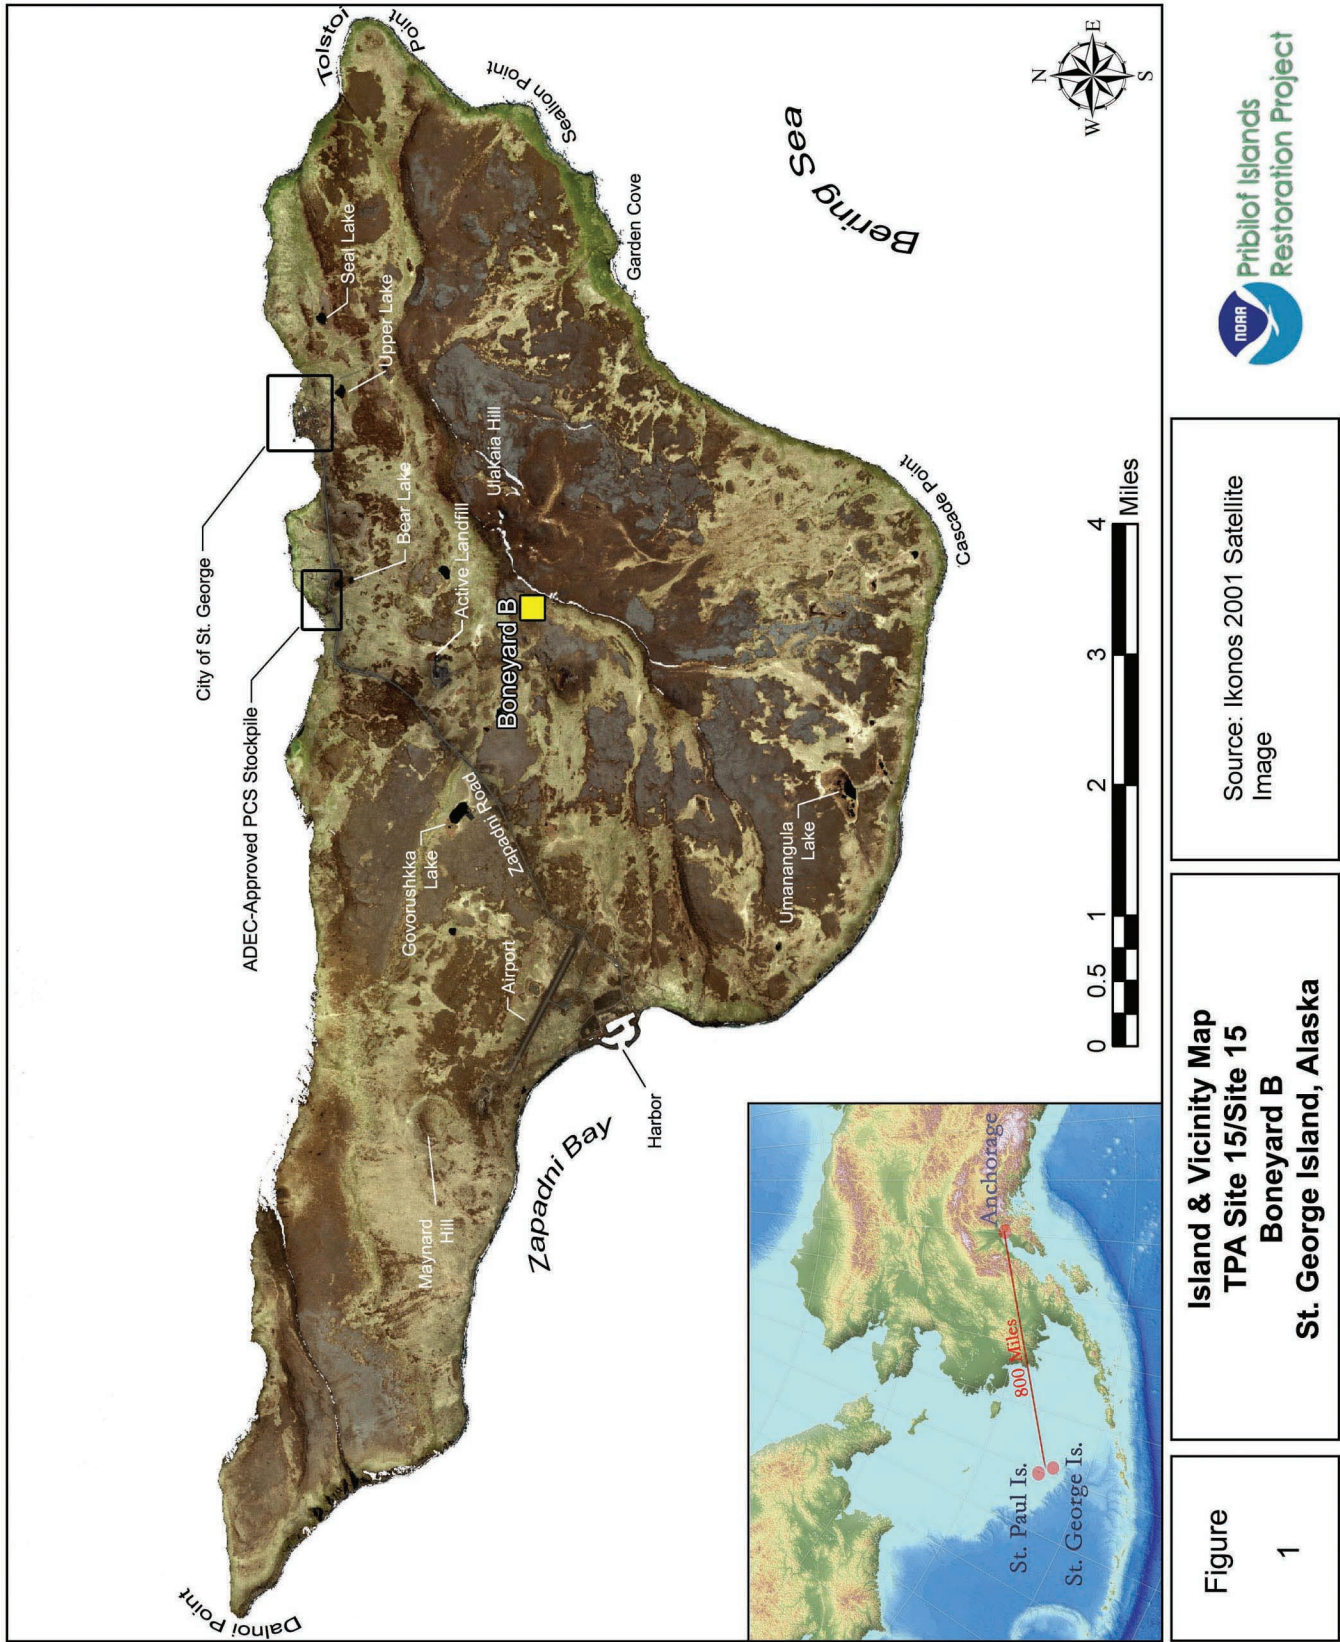 Dalnoi Point
Tolstoi
Point
Sealion Point
City of St. George
ADEC-Approved PCS Stockpile
Seal Lake
Upper Lake
Bear Lake
Active Landfill
Ulakaia Hill
Boneyard B
Govorushkka
Lake
Zapadni Road
Airport
Maynard
Hill
Garden Cove
Bering Sea
Zapadni Bay
Harbor
Umanangula
Lake
Cascade Point
N
E
S
W
0
0.5
1
2
3
4
Miles
Anchorage
800 Miles
St. Paul Is.
St. George Is.
Figure
1
Island & Vicinity Map
TPA Site 15/Site 15
Boneyard B
St. George Island, Alaska
Source: Ikonos 2001 Satellite
Image
NOAA
Pribilof Islands
Restoration Project